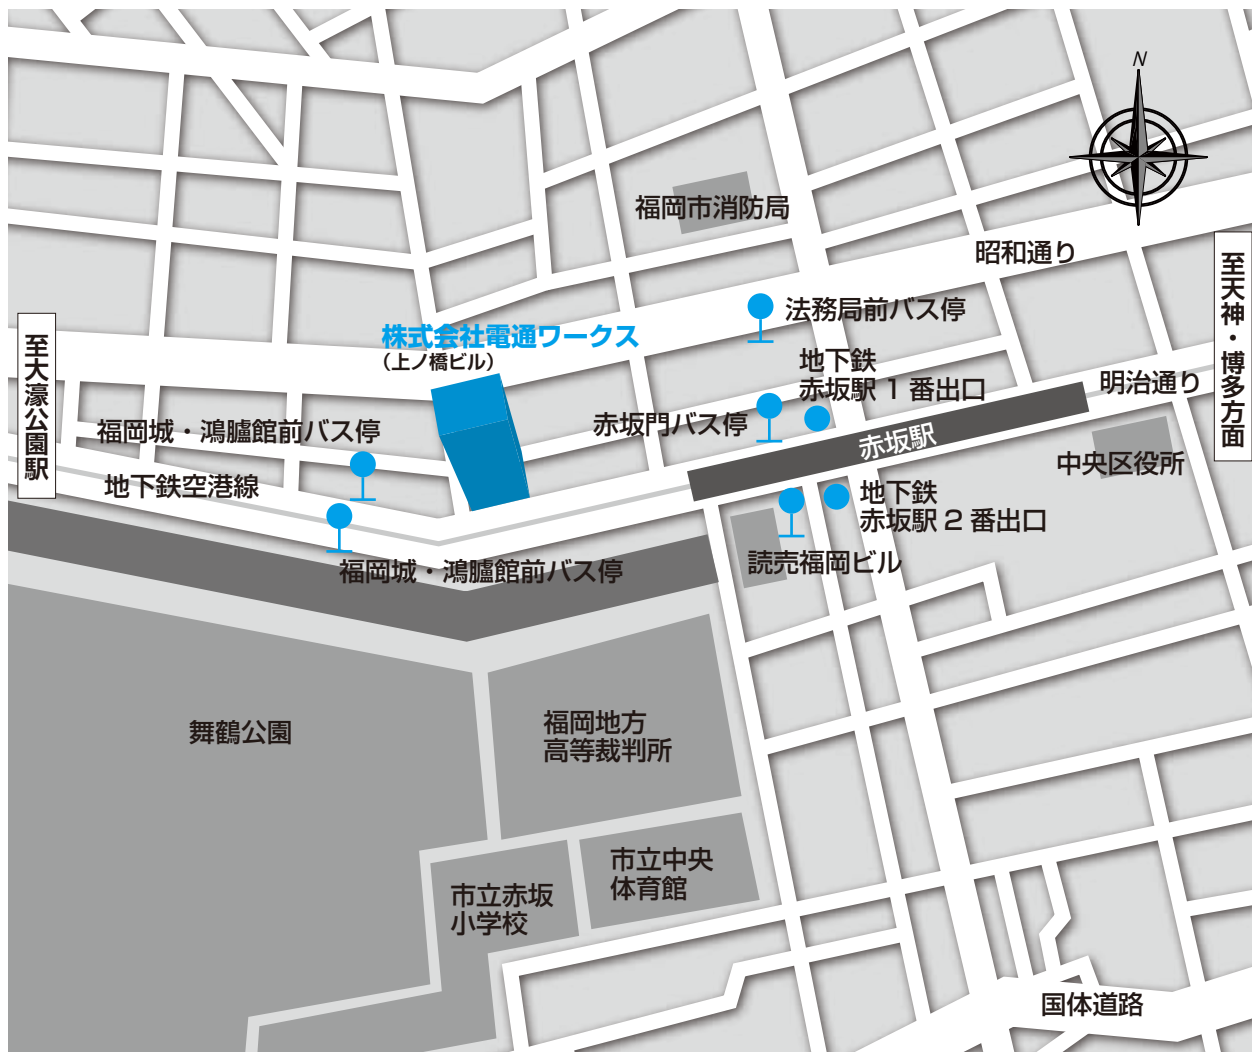 N
福岡市消防局
昭和通り
至天神・博多方面
法務局前バス停
株式会社電通ワークス
(上ノ橋ビル)
至大濠公園駅
地下鉄
赤坂駅1番出口
明治通り
赤坂門バス停
福岡城・鴻臚館前バス停
赤坂駅
中央区役所
地下鉄空港線
地下鉄
赤坂駅2番出口
福岡城・鴻臚館前バス停
読売福岡ビル
舞鶴公園
福岡地方
高等裁判所
市立中央
体育館
市立赤坂
小学校
国体道路